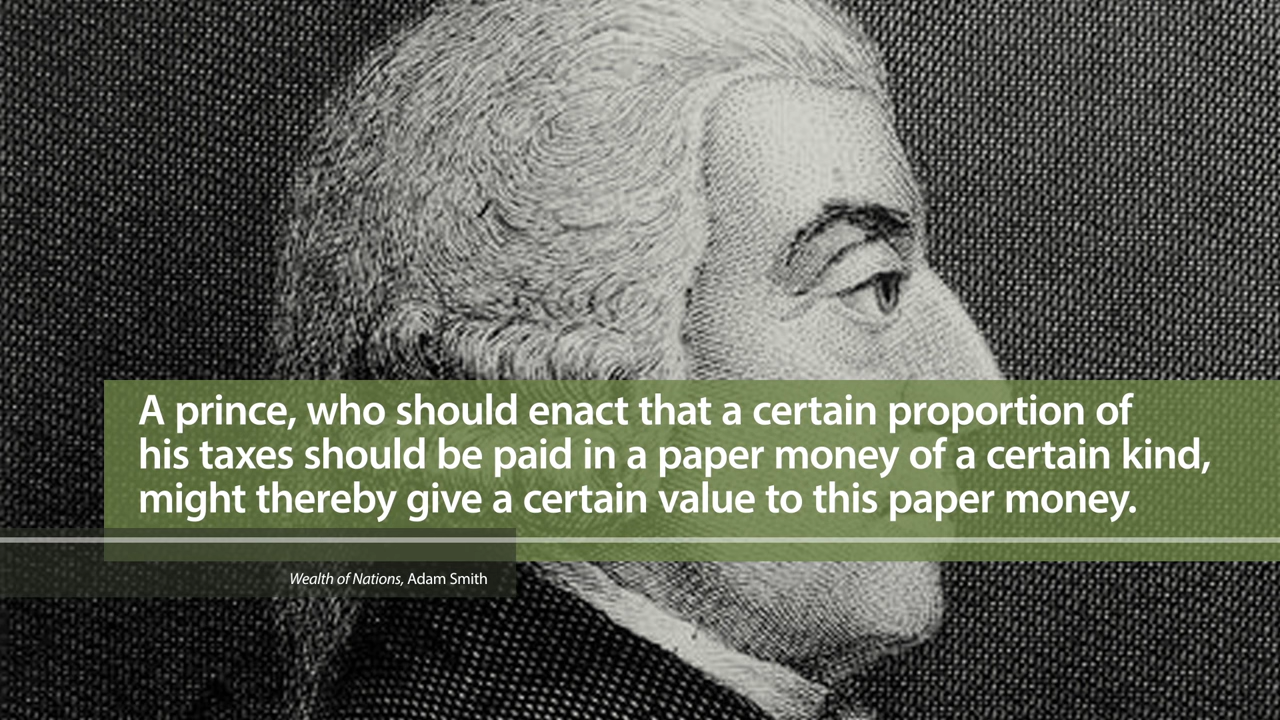 A prince, who should enact that a certain proportion of
his taxes should be paid in a paper money of a certain kind,
might thereby give a certain value to this paper money.
Wealth of Nations, Adam Smith